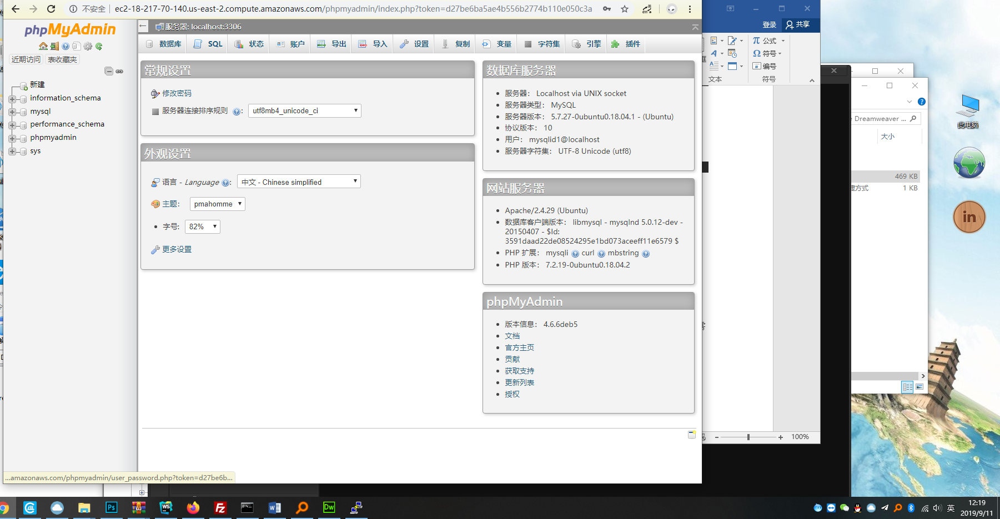 不安全
ec2-18-217-70-140.us-east-2.compute.amazonaws.com/phpmyadmin/index.php?token=d27be6ba5ae4b556b2774b110e050c3a
phpMyAdmin
近期访问 表收藏夹
新建
information_schema
mysql
performance_schema
phpmyadmin
sys
服务器: localhost:3306
数据库 SQL 状态 账户 导出 导入 设置 复制 变量 字符集 引擎 插件
常规设置
修改密码
服务器连接排序规则 : utf8mb4_unicode_ci
外观设置
语言 - Language : 中文 - Chinese simplified
主题: pmahomme
字号: 82%
更多设置
数据库服务器
服务器: Localhost via UNIX socket
服务器类型: MySQL
服务器版本: 5.7.27-0ubuntu0.18.04.1 - (Ubuntu)
协议版本: 10
用户: mysqlid1@localhost
服务器字符集: UTF-8 Unicode (utf8)
网站服务器
Apache/2.4.29 (Ubuntu)
数据库客户端版本: libmysql - mysqlnd 5.0.12-dev -
20150407 - $Id:
3591daad22de08524295e1bd073aceeff11e6579 $
PHP 扩展: mysqli curl mbstring
PHP 版本: 7.2.19-0ubuntu0.18.04.2
phpMyAdmin
版本信息: 4.6.6deb5
文档
官方主页
贡献
获取支持
更新列表
授权
...amazonaws.com/phpmyadmin/user_password.php?token=d27be6b...
登录 共享
π 公式
Ω 符号
编号
文本 符号
100%
Dreamweaver ...
大小
469 KB
捷方式 1 KB
此电脑
in
Ps
WS
Fz
Dw
英
12:19
2019/9/11